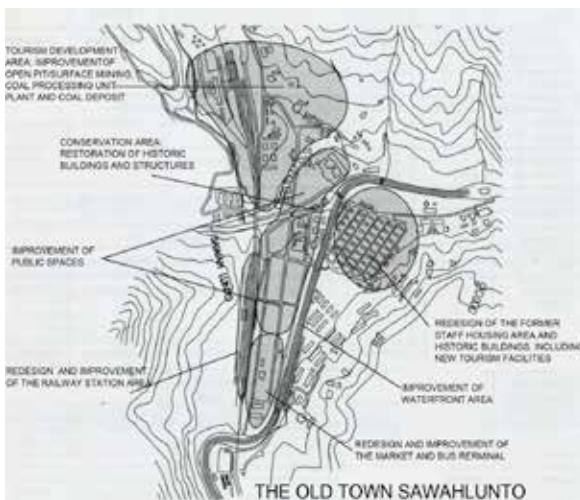 TOURISM DEVELOPMENT
AREA: IMPROVEMENTOF
OPEN PIT/SURFACE MINING,
COAL PROCESSING UNIT
PLANT AND COAL DEPOSIT
CONSERVATION AREA:
RESTORATION OF HISTORIC
BUILDINGS AND STRUCTURES
IMPROVEMENT OF
PUBLIC SPACES
REDESIGN OF THE FORMER
STAFF HOUSING AREA AND
HISTORIC BUILDINGS, INCLUDING
NEW TOURISM FACILITIES
REDESIGN AND IMPROVEMENT
OF THE RAILWAY STATION AREA
IMPROVEMENT OF
WATERFRONT AREA
REDESIGN AND IMPROVEMENT OF
THE MARKET AND BUS RERMINAL
THE OLD TOWN SAWAHLUNTO